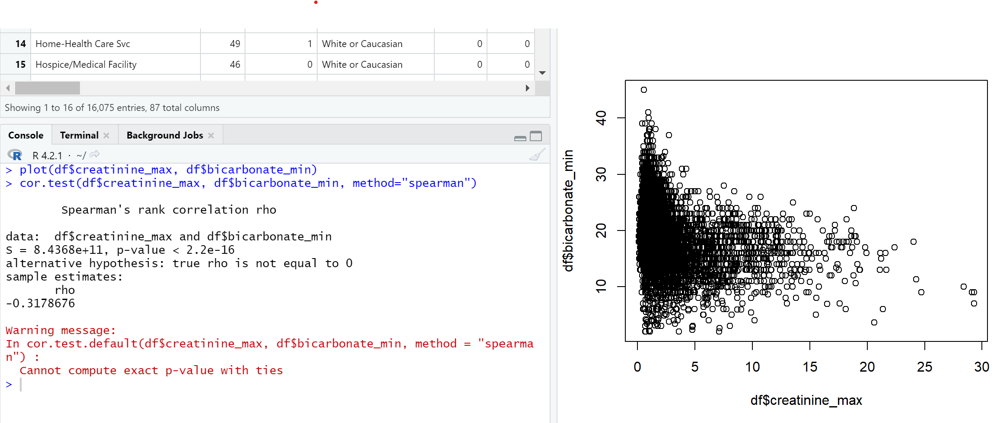 14 Home-Health Care Svc 49 1 White or Caucasian 0 0
15 Hospice/Medical Facility 46 0 White or Caucasian 0 0
Showing 1 to 16 of 16,075 entries, 87 total columns
Console Terminal Background Jobs
R R 4.2.1 · ~/
> plot(df$creatinine_max, df$bicarbonate_min)
> cor.test(df$creatinine_max, df$bicarbonate_min, method="spearman")
Spearman's rank correlation rho
data:  df$creatinine_max and df$bicarbonate_min
S = 8.4368e+11, p-value < 2.2e-16
alternative hypothesis: true rho is not equal to 0
sample estimates:
rho
-0.3178676
Warning message:
In cor.test.default(df$creatinine_max, df$bicarbonate_min, method = "spearma
n") :
Cannot compute exact p-value with ties
>
df$bicarbonate_min
40
30
20
10
0 5 10 15 20 25 30
df$creatinine_max